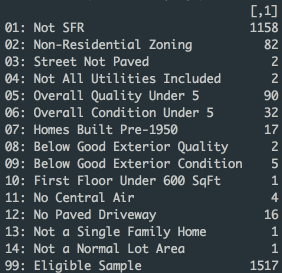 [,1]
01: Not SFR 1158
02: Non-Residential Zoning 82
03: Street Not Paved 2
04: Not All Utilities Included 2
05: Overall Quality Under 5 90
06: Overall Condition Under 5 32
07: Homes Built Pre-1950 17
08: Below Good Exterior Quality 2
09: Below Good Exterior Condition 5
10: First Floor Under 600 SqFt 1
11: No Central Air 4
12: No Paved Driveway 16
13: Not a Single Family Home 1
14: Not a Normal Lot Area 1
99: Eligible Sample 1517